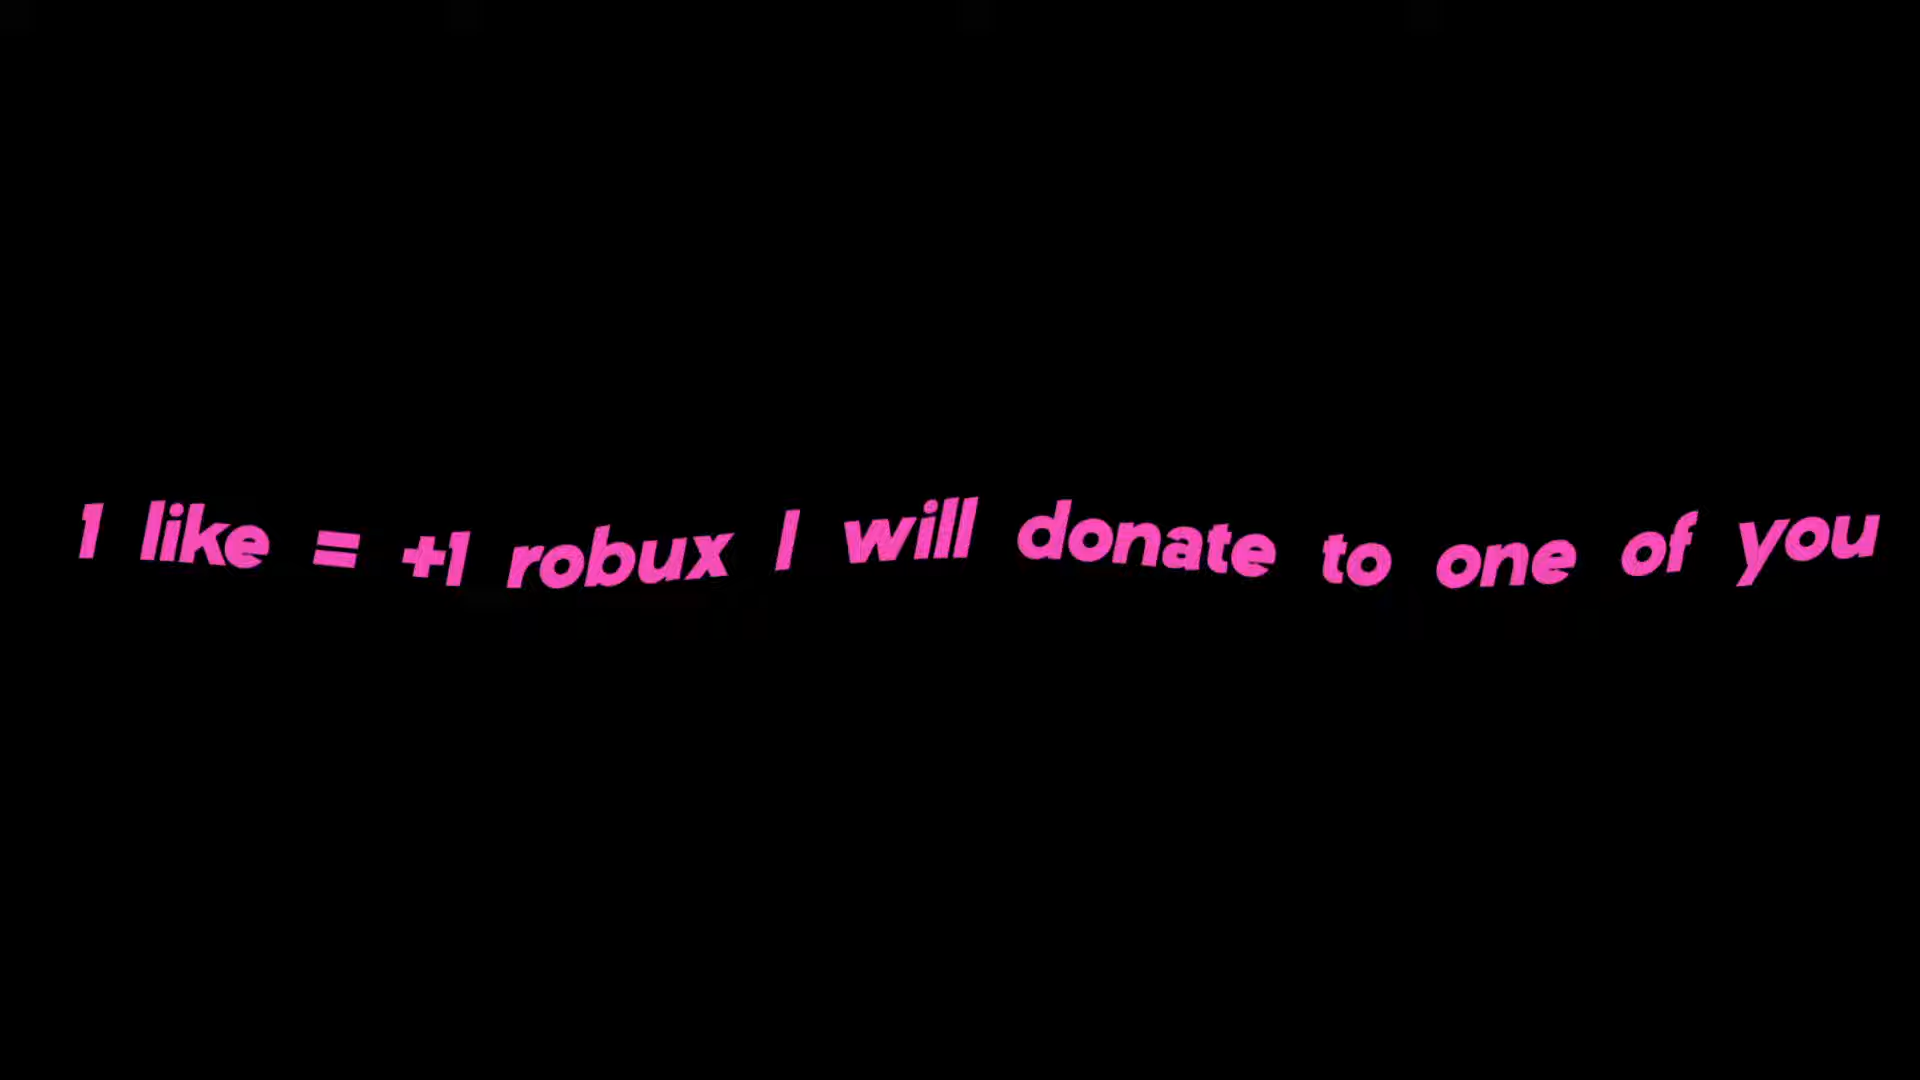 1 like = +1 robux I will donate to one of you